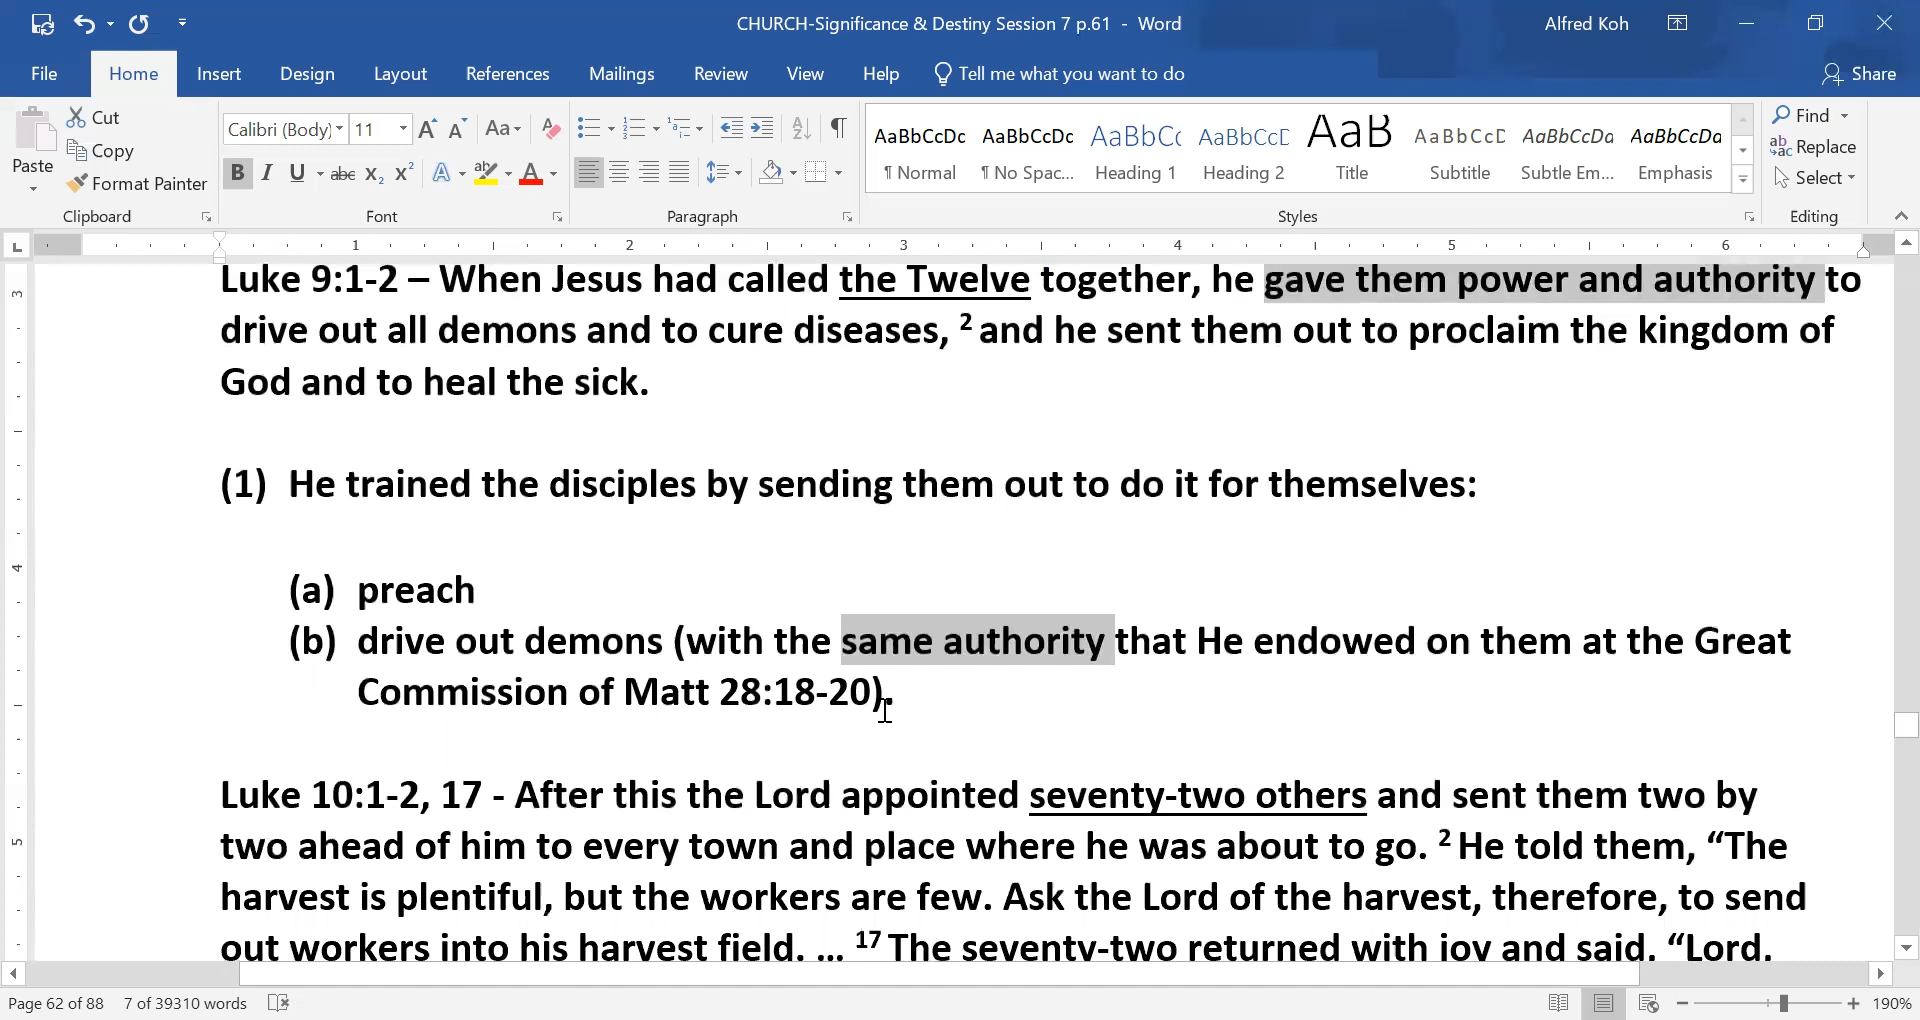 CHURCH-Significance & Destiny Session 7 p.61 - Word
Alfred Koh
File Home Insert Design Layout References Mailings Review View Help Tell me what you want to do Share
Paste Cut Copy Format Painter
Clipboard
Calibri (Body) 11
Font
Paragraph
AaBbCcDc AaBbCcDc AaBbCc AaBbCcD AaB AaBbCcD AaBbCcDa AaBbCcDa
¶ Normal ¶ No Spac... Heading 1 Heading 2 Title Subtitle Subtle Em... Emphasis
Styles
Find
Replace
Select
Editing
1 2 3 4 5 6
3
4
5
Luke 9:1-2 – When Jesus had called the Twelve together, he gave them power and authority to
drive out all demons and to cure diseases, ² and he sent them out to proclaim the kingdom of
God and to heal the sick.
(1) He trained the disciples by sending them out to do it for themselves:
(a) preach
(b) drive out demons (with the same authority that He endowed on them at the Great
Commission of Matt 28:18-20).
Luke 10:1-2, 17 - After this the Lord appointed seventy-two others and sent them two by
two ahead of him to every town and place where he was about to go. ² He told them, “The
harvest is plentiful, but the workers are few. Ask the Lord of the harvest, therefore, to send
out workers into his harvest field. ... ¹⁷ The seventy-two returned with joy and said, “Lord,
Page 62 of 88 7 of 39310 words
190%